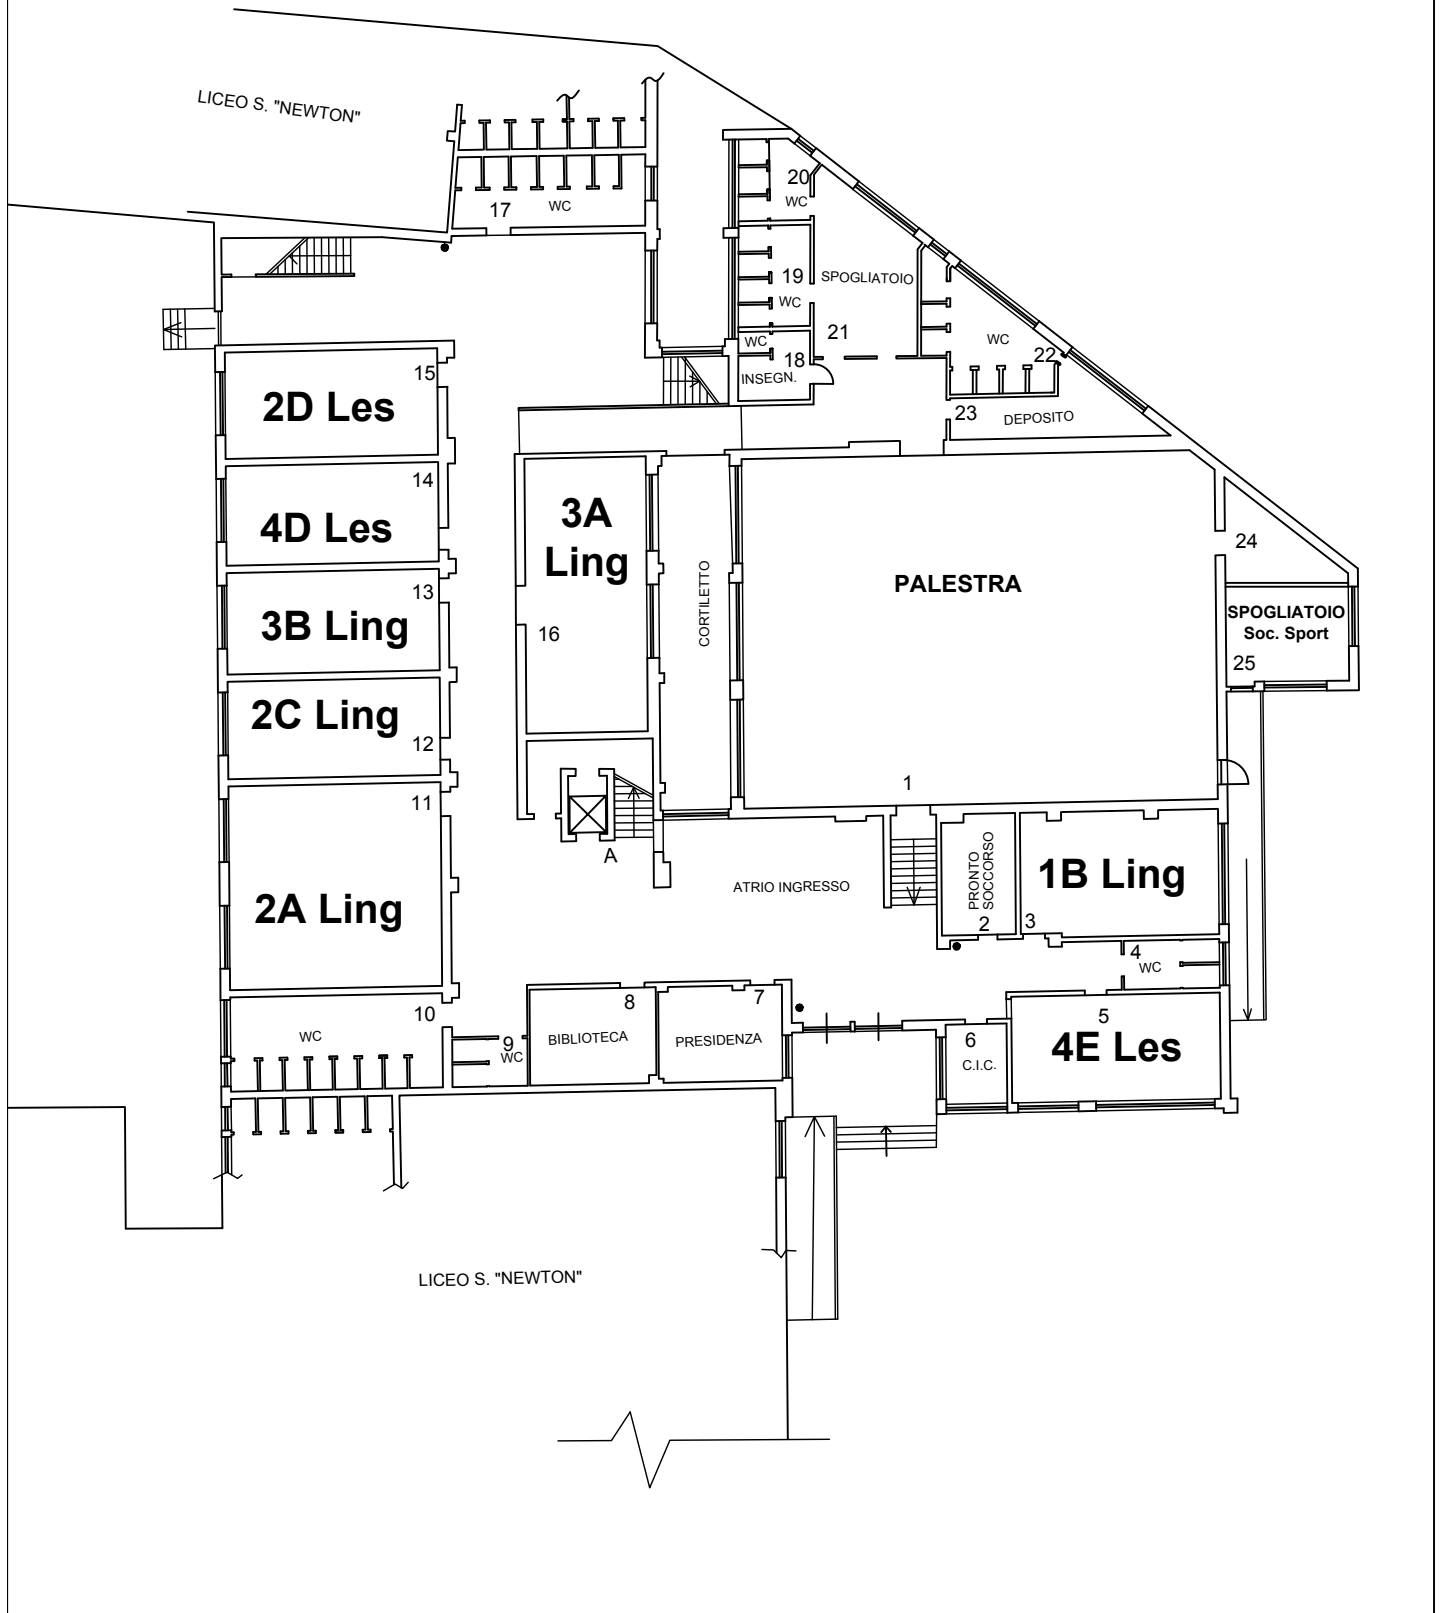 LICEO S. "NEWTON"
17
WC
20
WC
19
WC
SPOGLIATOIO
21
WC
18
INSEGN.
WC
22
23
DEPOSITO
15
2D Les
14
4D Les
13
3B Ling
2C Ling
12
11
2A Ling
3A
Ling
16
CORTILETTO
PALESTRA
24
SPOGLIATOIO
Soc. Sport
25
1
A
ATRIO INGRESSO
PRONTO
SOCCORSO
2
1B Ling
3
4
WC
10
WC
9
WC
8
BIBLIOTECA
7
PRESIDENZA
6
C.I.C.
5
4E Les
LICEO S. "NEWTON"